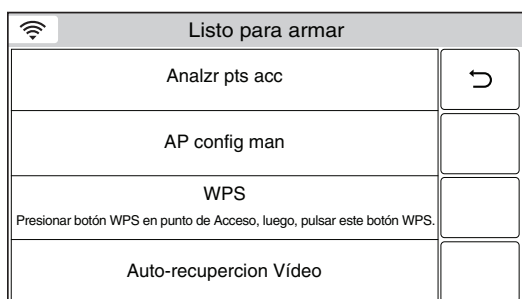 Listo para armar
Analzr pts acc
AP config man
WPS
Presionar botón WPS en punto de Acceso, luego, pulsar este botón WPS.
Auto-recupercion Vídeo